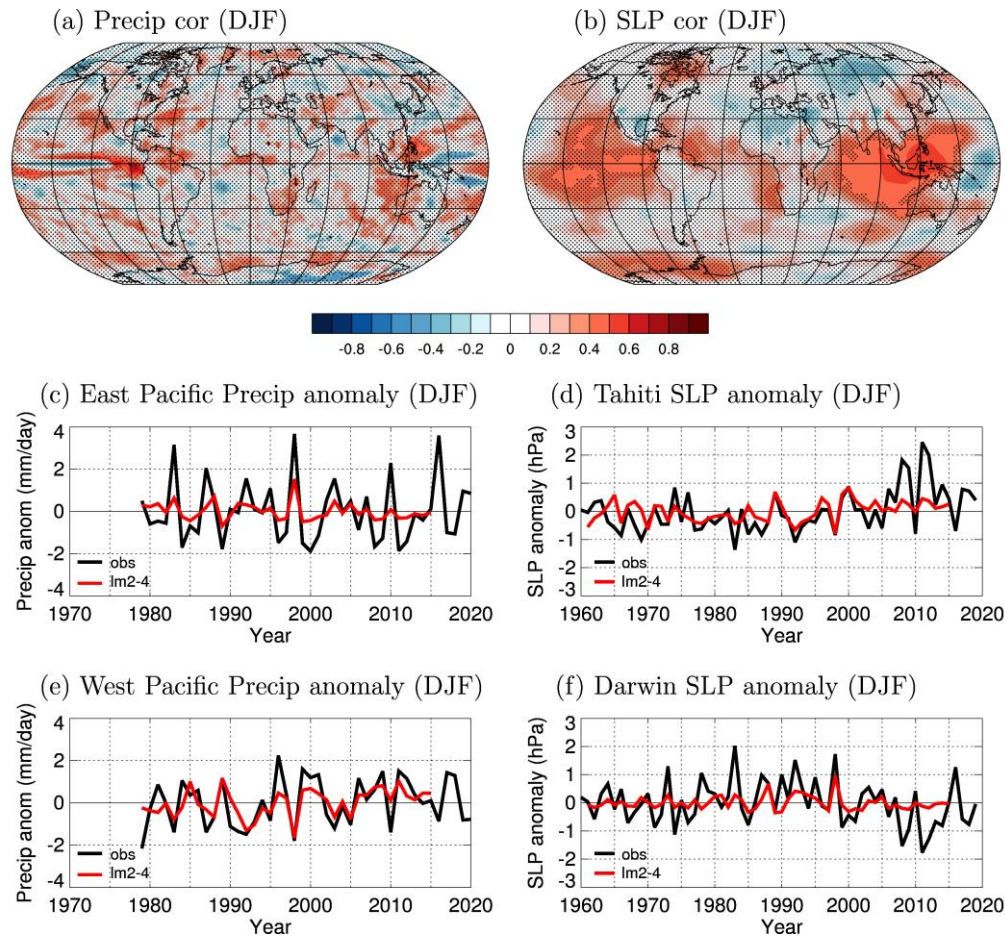 (a) Precip cor (DJF)
(b) SLP cor (DJF)
-0.8 -0.6 -0.4 -0.2 0 0.2 0.4 0.6 0.8
(c) East Pacific Precip anomaly (DJF)
Precip anom (mm/day)
4
2
0
-2
-4
obs
lm2-4
1970 1980 1990 2000 2010 2020
Year
(d) Tahiti SLP anomaly (DJF)
SLP anomaly (hPa)
3
2
1
0
-1
-2
-3
obs
lm2-4
1960 1970 1980 1990 2000 2010 2020
Year
(e) West Pacific Precip anomaly (DJF)
Precip anom (mm/day)
4
2
0
-2
-4
obs
lm2-4
1970 1980 1990 2000 2010 2020
Year
(f) Darwin SLP anomaly (DJF)
SLP anomaly (hPa)
3
2
1
0
-1
-2
-3
obs
lm2-4
1960 1970 1980 1990 2000 2010 2020
Year